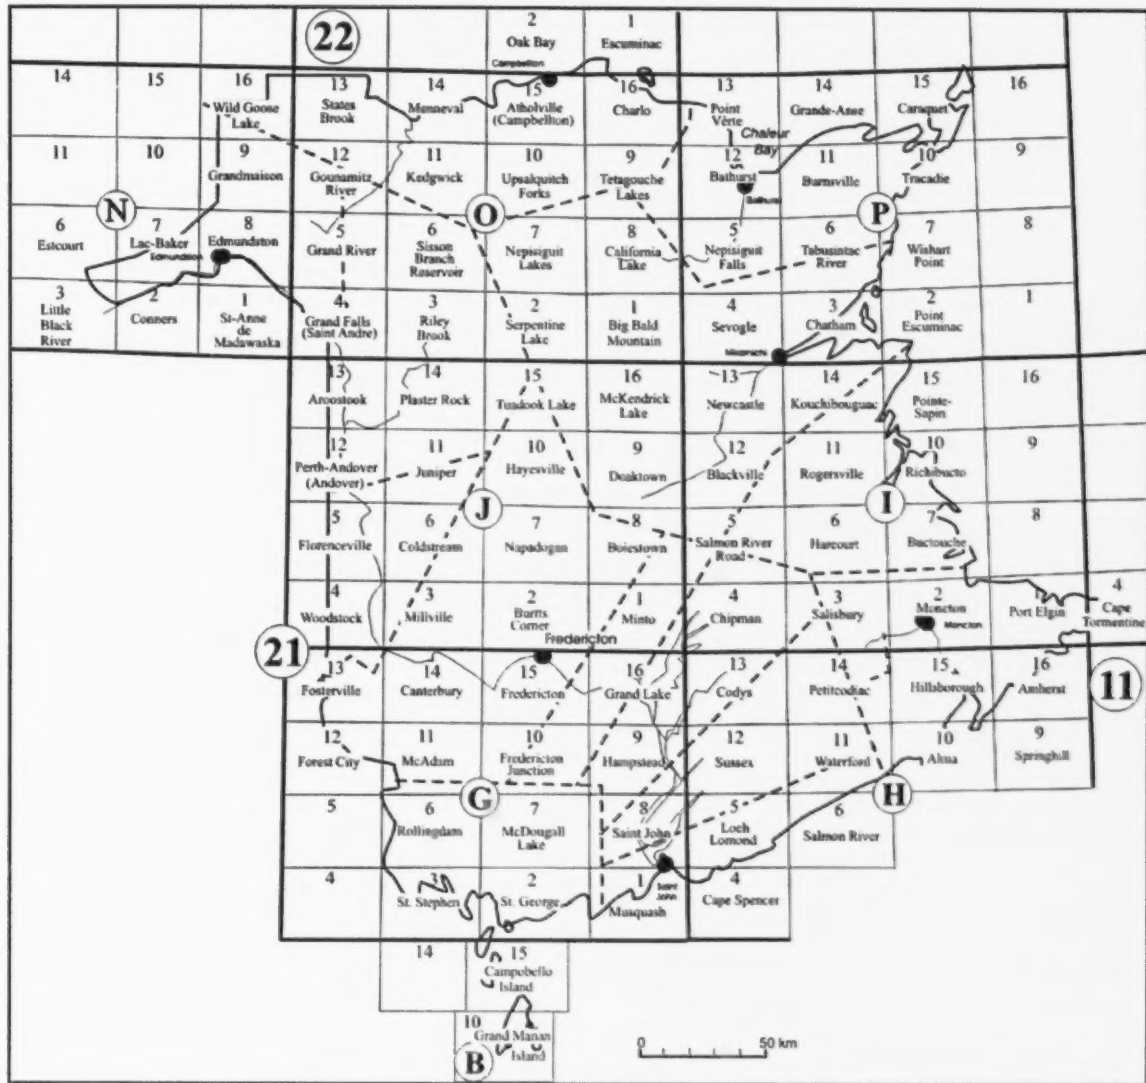 22
2
1
Oak Bay
Escuminac
Campbellton
14
15
16
13
14
15
16
13
14
15
16
Wild Goose
Lake
States
Brook
Menneval
Atholville
(Campbellton)
Charlo
Point
Vèrte
Grande-Anse
Caraquet
Chaleur
Bay
11
10
9
12
11
10
9
12
11
10
9
Grandmaison
Gounamitz
River
Kedgwick
Upsalquitch
Forks
Tetagouche
Lakes
Bathurst
Bathurst
Burnsville
Tracadie
N
O
P
6
7
8
5
6
7
8
5
6
7
8
Estcourt
Lac-Baker
Edmundston
Edmundston
Grand River
Sisson
Branch
Reservoir
Nepisiguit
Lakes
California
Lake
Nepisiguit
Falls
Tabusintac
River
Wishart
Point
3
2
1
4
3
2
1
4
3
2
1
Little
Black
River
Conners
St-Anne
de
Madawaska
Grand Falls
(Saint Andre)
Riley
Brook
Serpentine
Lake
Big Bald
Mountain
Sevogle
Chatham
Point
Escuminac
Miramichi
13
14
15
16
13
14
15
16
Aroostook
Plaster Rock
Tuadook Lake
McKendrick
Lake
Newcastle
Kouchibouguac
Pointe-
Sapin
12
11
10
9
12
11
10
9
Perth-Andover
(Andover)
Juniper
Hayesville
Doaktown
Blackville
Rogersville
Richibucto
J
I
5
6
7
8
5
6
7
8
Florenceville
Coldstream
Napadogan
Boiestown
Salmon River
Road
Harcourt
Buctouche
4
3
2
1
4
3
2
4
Woodstock
Millville
Burtts
Corner
Minto
Chipman
Salisbury
Moncton
Moncton
Port Elgin
Cape
Tormentine
Fredericton
21
11
13
14
15
16
13
14
15
16
Fosterville
Canterbury
Fredericton
Grand Lake
Codys
Petitcodiac
Hillsborough
Amherst
12
11
10
9
12
11
10
9
Forest City
McAdam
Fredericton
Junction
Hampstead
Sussex
Waterford
Alma
Springhill
G
H
5
6
7
8
5
6
Rollingdam
McDougall
Lake
Saint John
Loch
Lomond
Salmon River
4
3
2
1
4
St. Stephen
St. George
Musquash
Saint
John
Cape Spencer
14
15
Campobello
Island
10
Grand Manan
Island
B
0
50 km